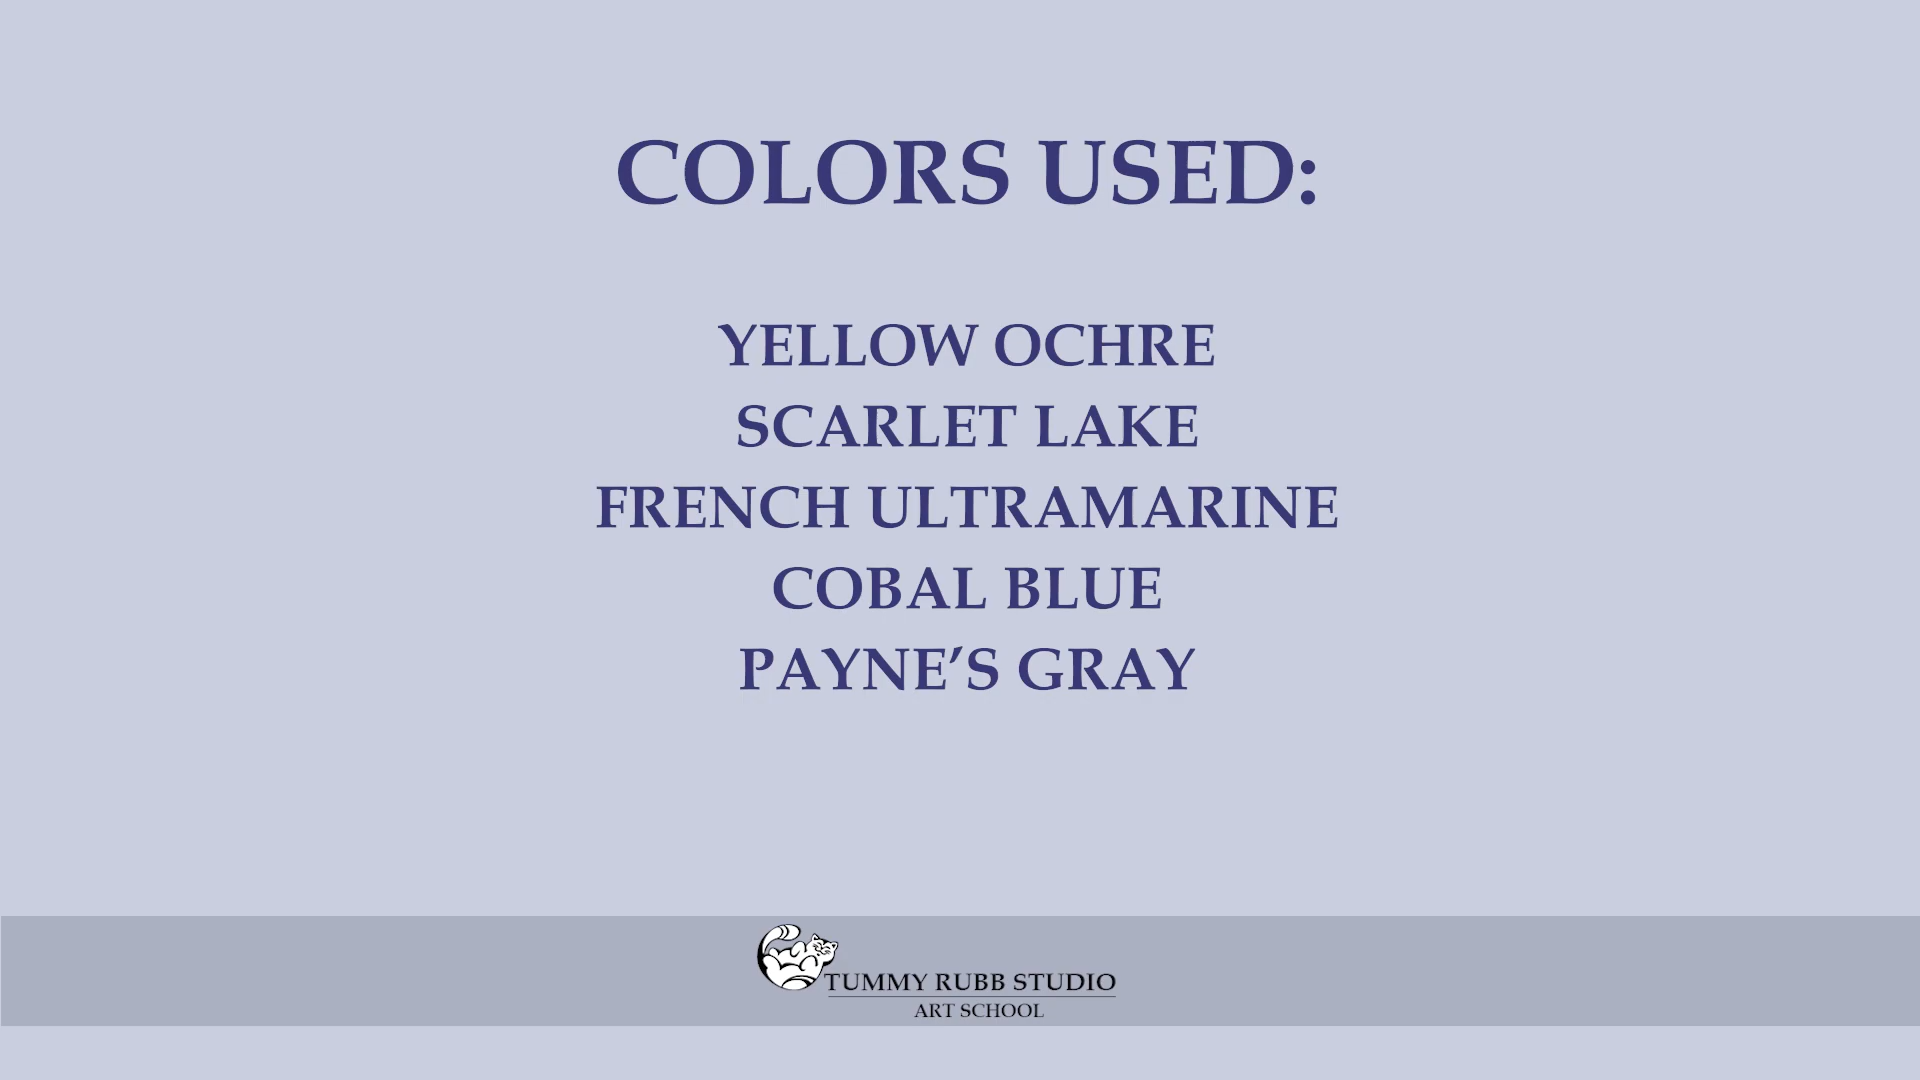 COLORS USED:
YELLOW OCHRE
SCARLET LAKE
FRENCH ULTRAMARINE
COBAL BLUE
PAYNE’S GRAY
TUMMY RUBB STUDIO
ART SCHOOL